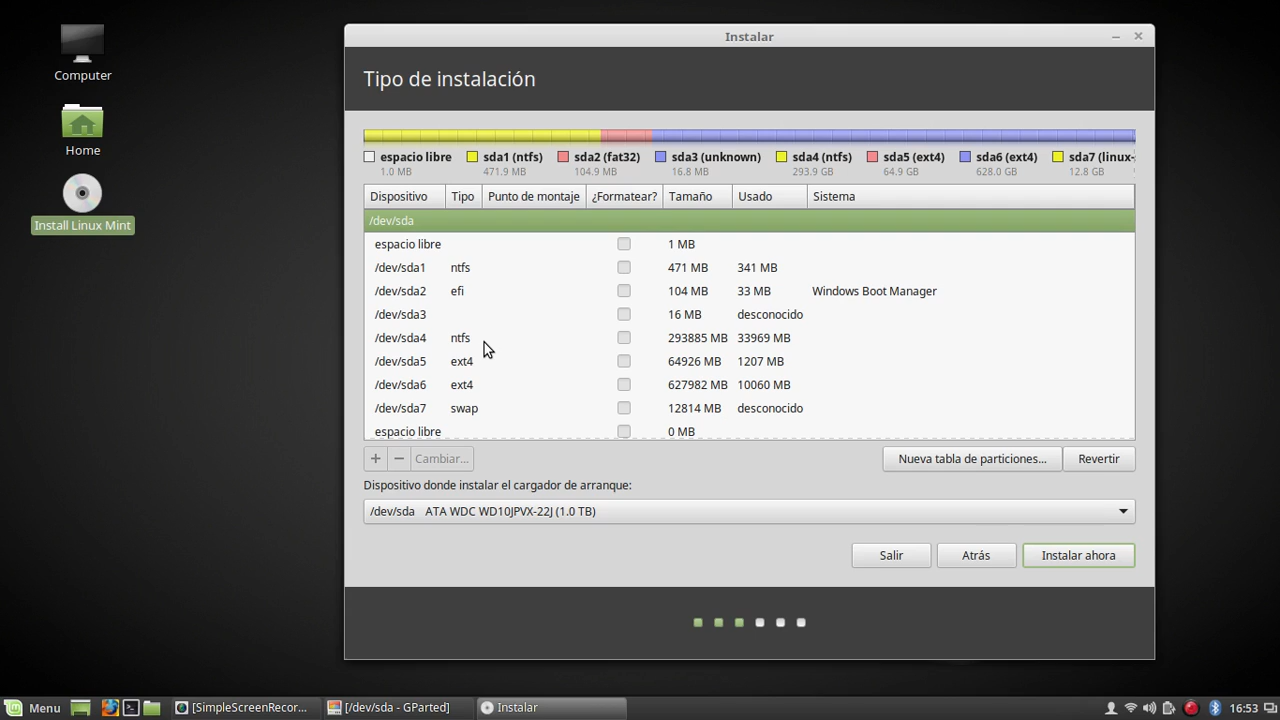 Computer
Home
Install Linux Mint
Instalar
Tipo de instalación
espacio libre sda1 (ntfs) sda2 (fat32) sda3 (unknown) sda4 (ntfs) sda5 (ext4) sda6 (ext4) sda7 (linux-
1.0 MB 471.9 MB 104.9 MB 16.8 MB 293.9 GB 64.9 GB 628.0 GB 12.8 GB
Dispositivo Tipo Punto de montaje ¿Formatear? Tamaño Usado Sistema
/dev/sda
espacio libre 1 MB
/dev/sda1 ntfs 471 MB 341 MB
/dev/sda2 efi 104 MB 33 MB Windows Boot Manager
/dev/sda3 16 MB desconocido
/dev/sda4 ntfs 293885 MB 33969 MB
/dev/sda5 ext4 64926 MB 1207 MB
/dev/sda6 ext4 627982 MB 10060 MB
/dev/sda7 swap 12814 MB desconocido
espacio libre 0 MB
+ − Cambiar... Nueva tabla de particiones... Revertir
Dispositivo donde instalar el cargador de arranque:
/dev/sda ATA WDC WD10JPVX-22J (1.0 TB)
Salir Atrás Instalar ahora
Menu [SimpleScreenRecor... [/dev/sda - GParted] Instalar 16:53